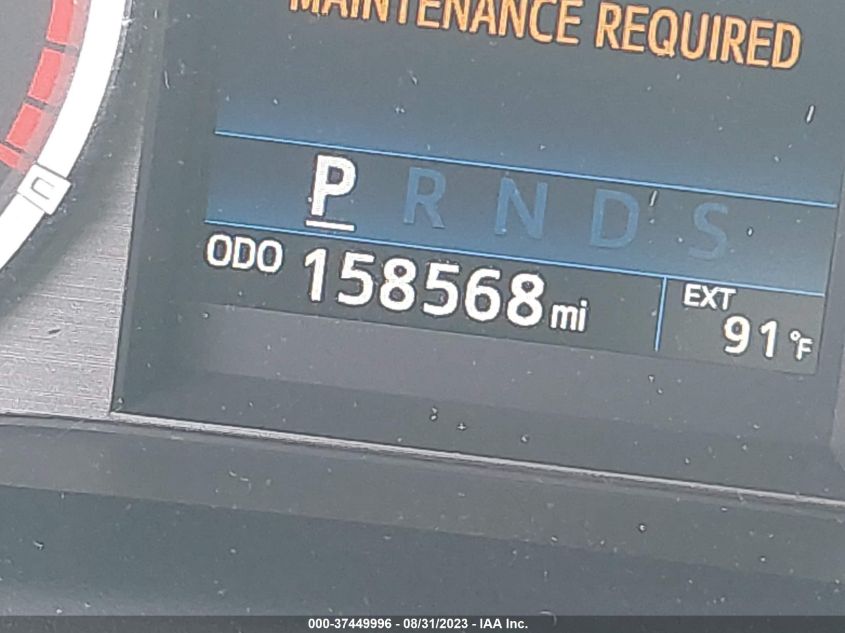 MAINTENANCE REQUIRED
P R N D S
ODO 158568 mi
EXT
91 °F
000-37449996 - 08/31/2023 - IAA Inc.